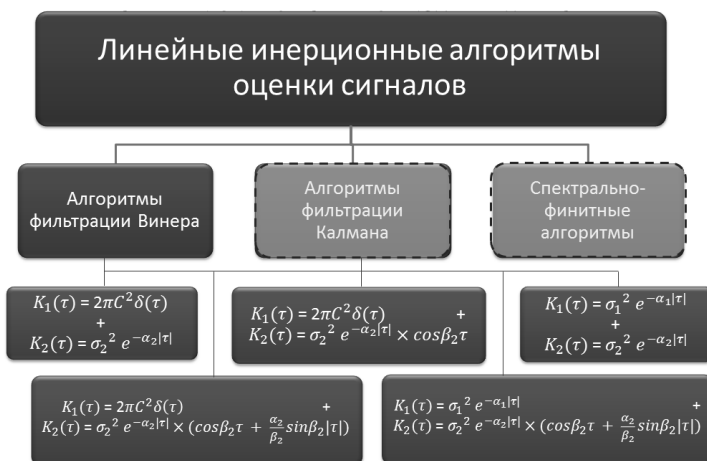 Линейные инерционные алгоритмы
оценки сигналов
Алгоритмы
фильтрации Винера
Алгоритмы
фильтрации
Калмана
Спектрально-
финитные
алгоритмы
K₁(τ) = 2πC²δ(τ)
+
K₂(τ) = σ₂² e^{−α₂|τ|}
K₁(τ) = 2πC²δ(τ) +
K₂(τ) = σ₂² e^{−α₂|τ|} × cosβ₂τ
K₁(τ) = σ₁² e^{−α₁|τ|}
+
K₂(τ) = σ₂² e^{−α₂|τ|}
K₁(τ) = 2πC²δ(τ) +
K₂(τ) = σ₂² e^{−α₂|τ|} × (cosβ₂τ + α₂/β₂ sinβ₂|τ|)
K₁(τ) = σ₁² e^{−α₁|τ|} +
K₂(τ) = σ₂² e^{−α₂|τ|} × (cosβ₂τ + α₂/β₂ sinβ₂|τ|)